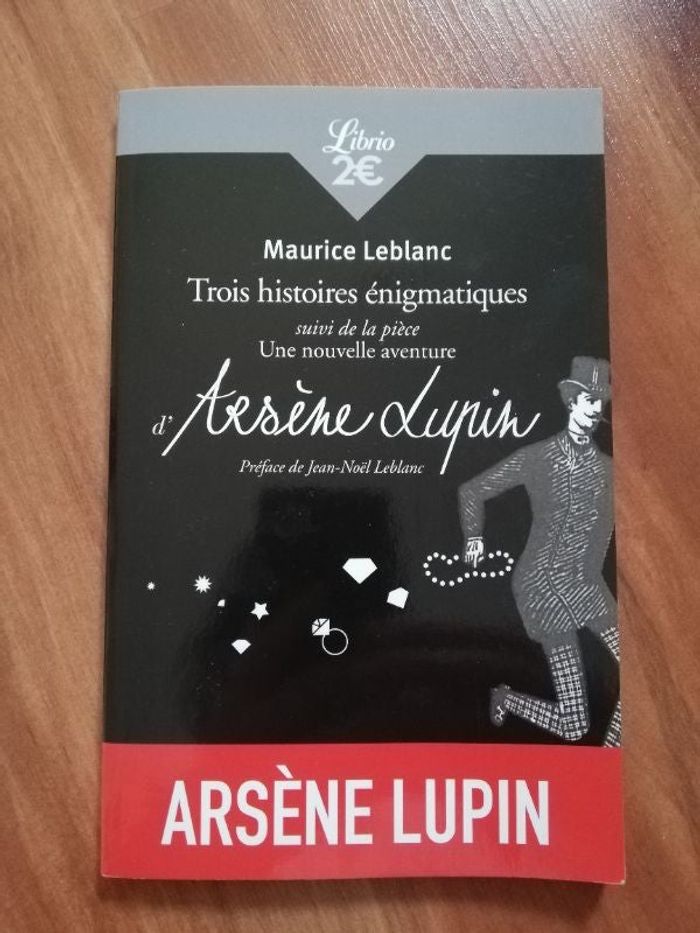 Librio
2€
Maurice Leblanc
Trois histoires énigmatiques
suivi de la pièce
Une nouvelle aventure
d'Arsène Lupin
Préface de Jean-Noël Leblanc
ARSÈNE LUPIN